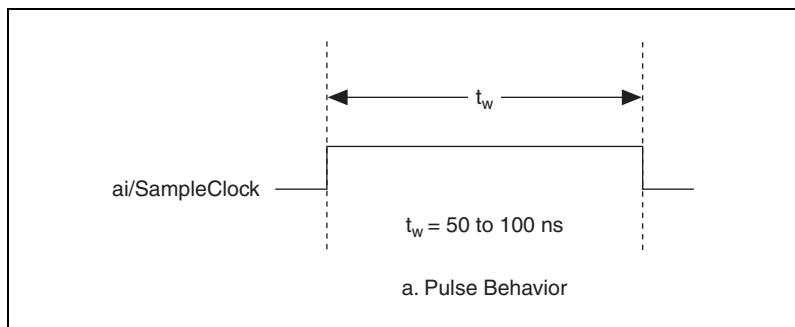 t_w
ai/SampleClock
t_w = 50 to 100 ns
a. Pulse Behavior